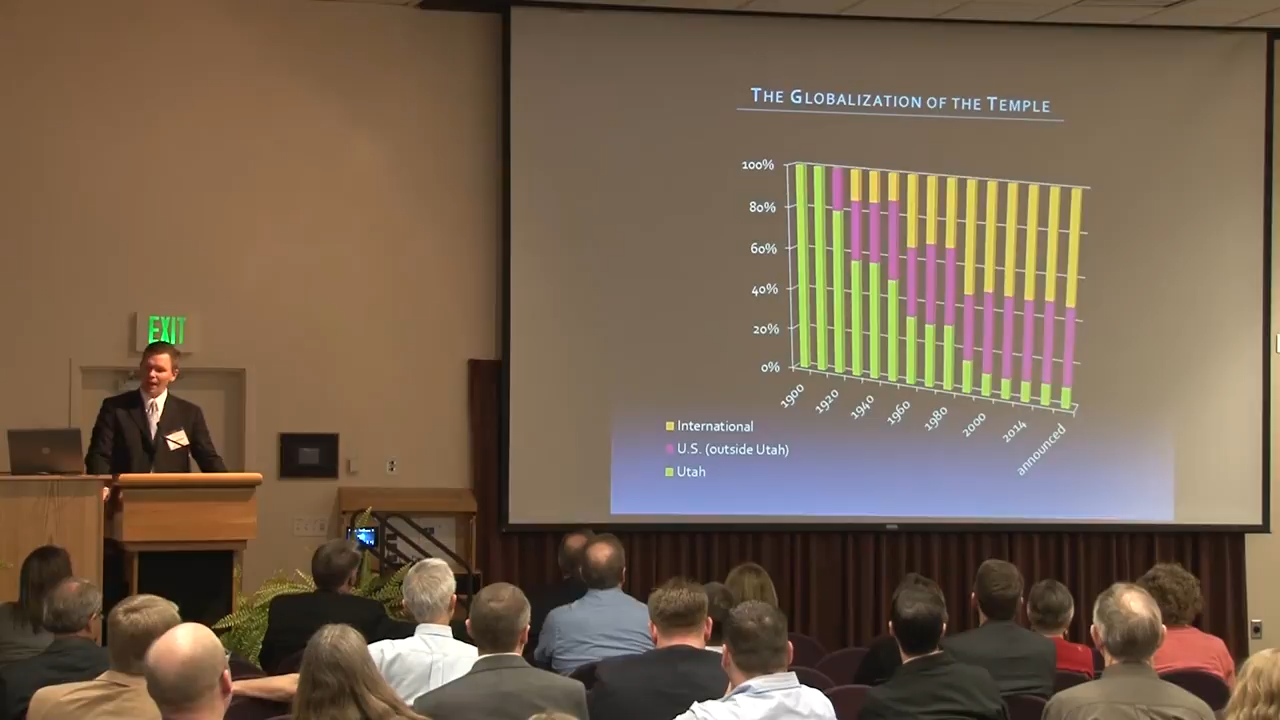 EXIT
THE GLOBALIZATION OF THE TEMPLE
100%
80%
60%
40%
20%
0%
1900
1920
1940
1960
1980
2000
2014
announced
International
U.S. (outside Utah)
Utah